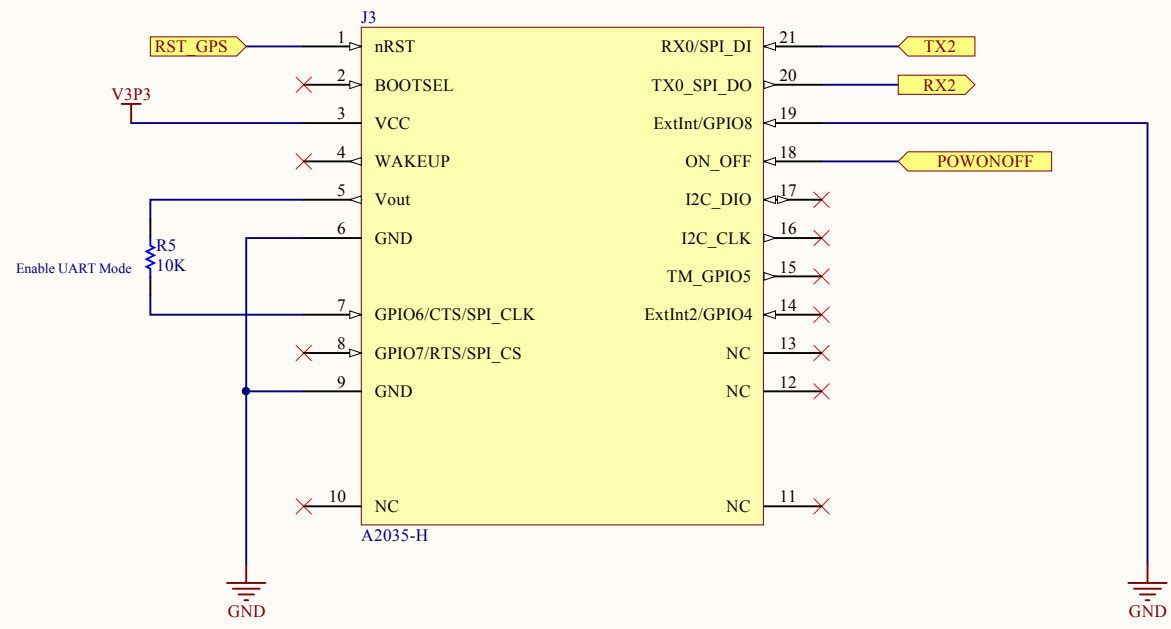 J3
RST_GPS 1 nRST RX0/SPI_DI 21 TX2
2 BOOTSEL TX0_SPI_DO 20 RX2
V3P3
3 VCC ExtInt/GPIO8 19
4 WAKEUP ON_OFF 18 POWONOFF
5 Vout I2C_DIO 17
6 GND I2C_CLK 16
R5
Enable UART Mode 10K
TM_GPIO5 15
7 GPIO6/CTS/SPI_CLK ExtInt2/GPIO4 14
8 GPIO7/RTS/SPI_CS NC 13
9 GND NC 12
10 NC NC 11
A2035-H
GND GND